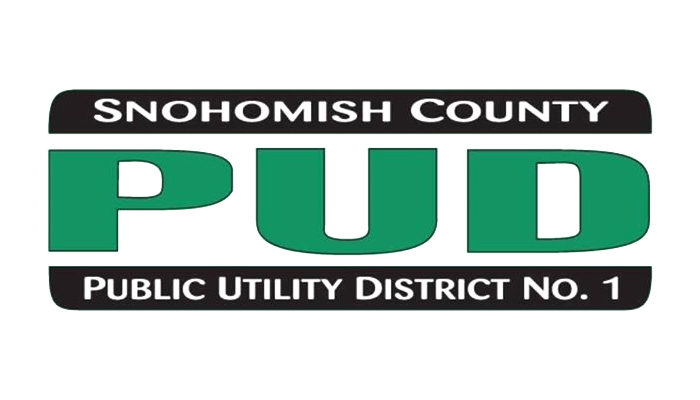 SNOHOMISH COUNTY
PUD
PUBLIC UTILITY DISTRICT NO. 1